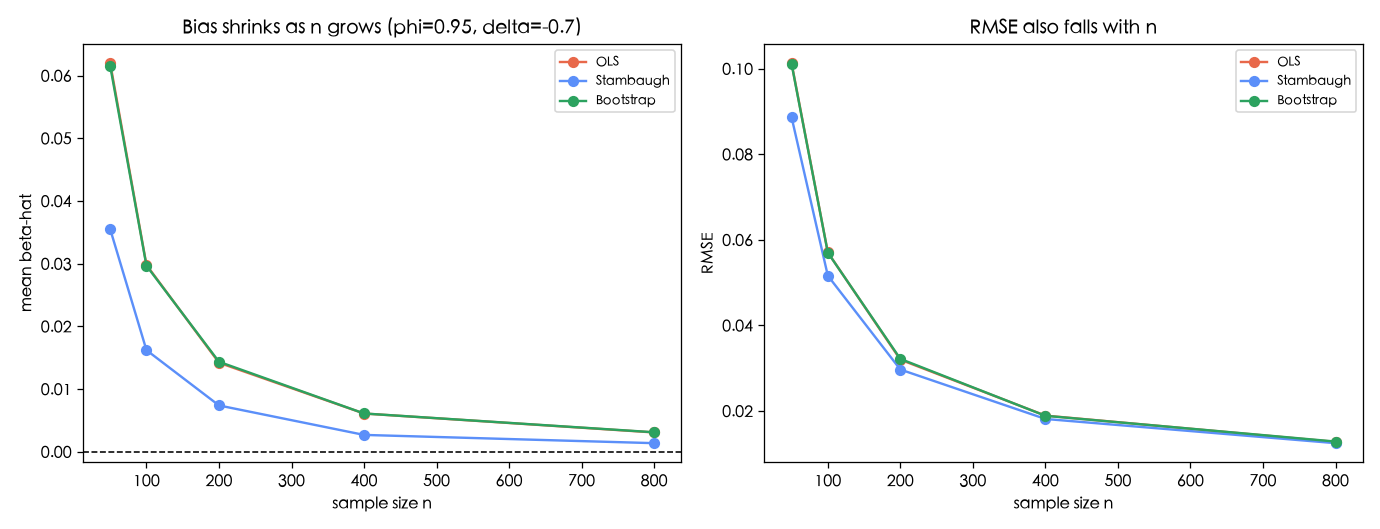 Bias shrinks as n grows (phi=0.95, delta=-0.7)
OLS
Stambaugh
Bootstrap
mean beta-hat
0.06
0.05
0.04
0.03
0.02
0.01
0.00
100 200 300 400 500 600 700 800
sample size n
RMSE also falls with n
OLS
Stambaugh
Bootstrap
RMSE
0.10
0.08
0.06
0.04
0.02
100 200 300 400 500 600 700 800
sample size n